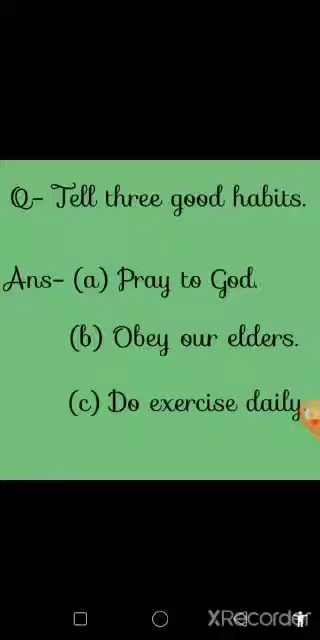 Q- Tell three good habits.
Ans- (a) Pray to God.
(b) Obey our elders.
(c) Do exercise daily.
XRecorder